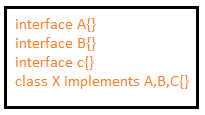 interface A{}
interface B{}
interface c{}
class X implements A,B,C{}